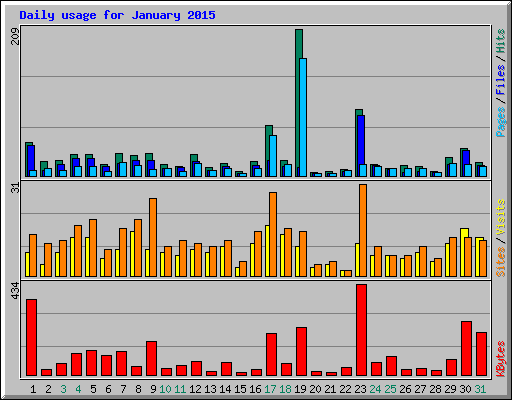 Daily usage for January 2015
209
Pages / Files / Hits
31
Sites / Visits
434
KBytes
1 2 3 4 5 6 7 8 9 10 11 12 13 14 15 16 17 18 19 20 21 22 23 24 25 26 27 28 29 30 31